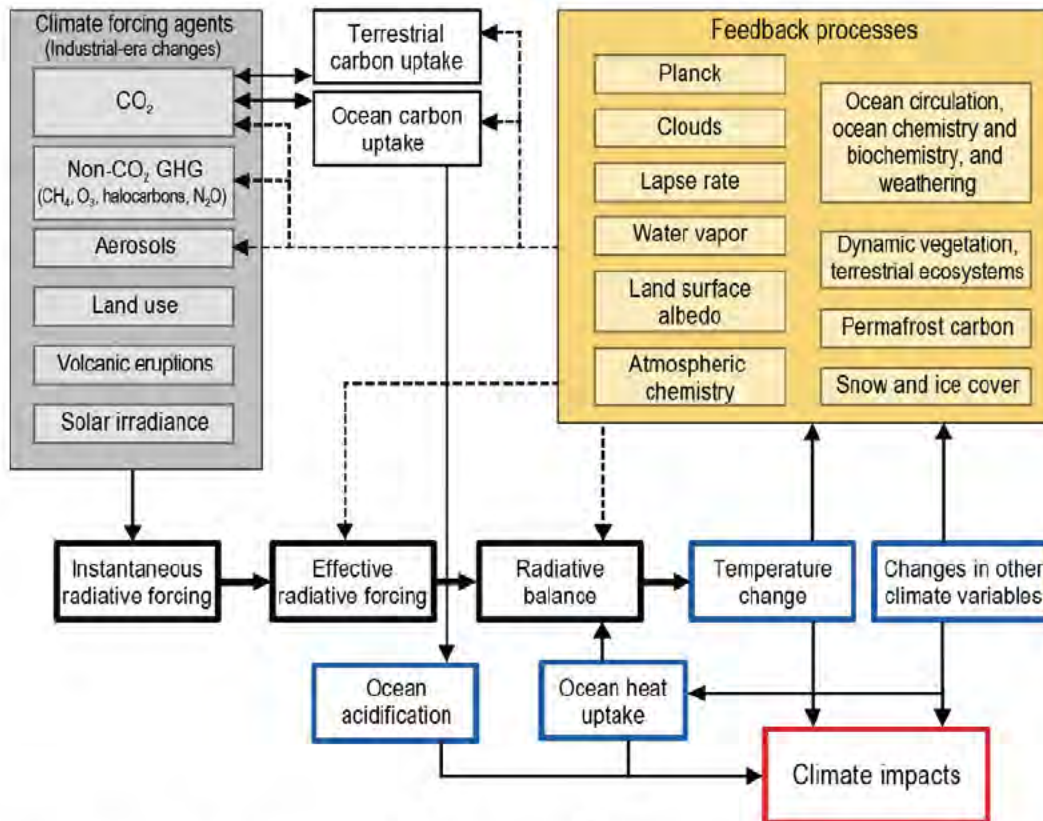 Climate forcing agents
(Industrial-era changes)
CO₂
Non-CO₂ GHG
(CH₄, O₃, halocarbons, N₂O)
Aerosols
Land use
Volcanic eruptions
Solar irradiance
Terrestrial
carbon uptake
Ocean carbon
uptake
Feedback processes
Planck
Clouds
Lapse rate
Water vapor
Land surface
albedo
Atmospheric
chemistry
Ocean circulation,
ocean chemistry and
biochemistry, and
weathering
Dynamic vegetation,
terrestrial ecosystems
Permafrost carbon
Snow and ice cover
Instantaneous
radiative forcing
Effective
radiative forcing
Radiative
balance
Temperature
change
Changes in other
climate variables
Ocean
acidification
Ocean heat
uptake
Climate impacts